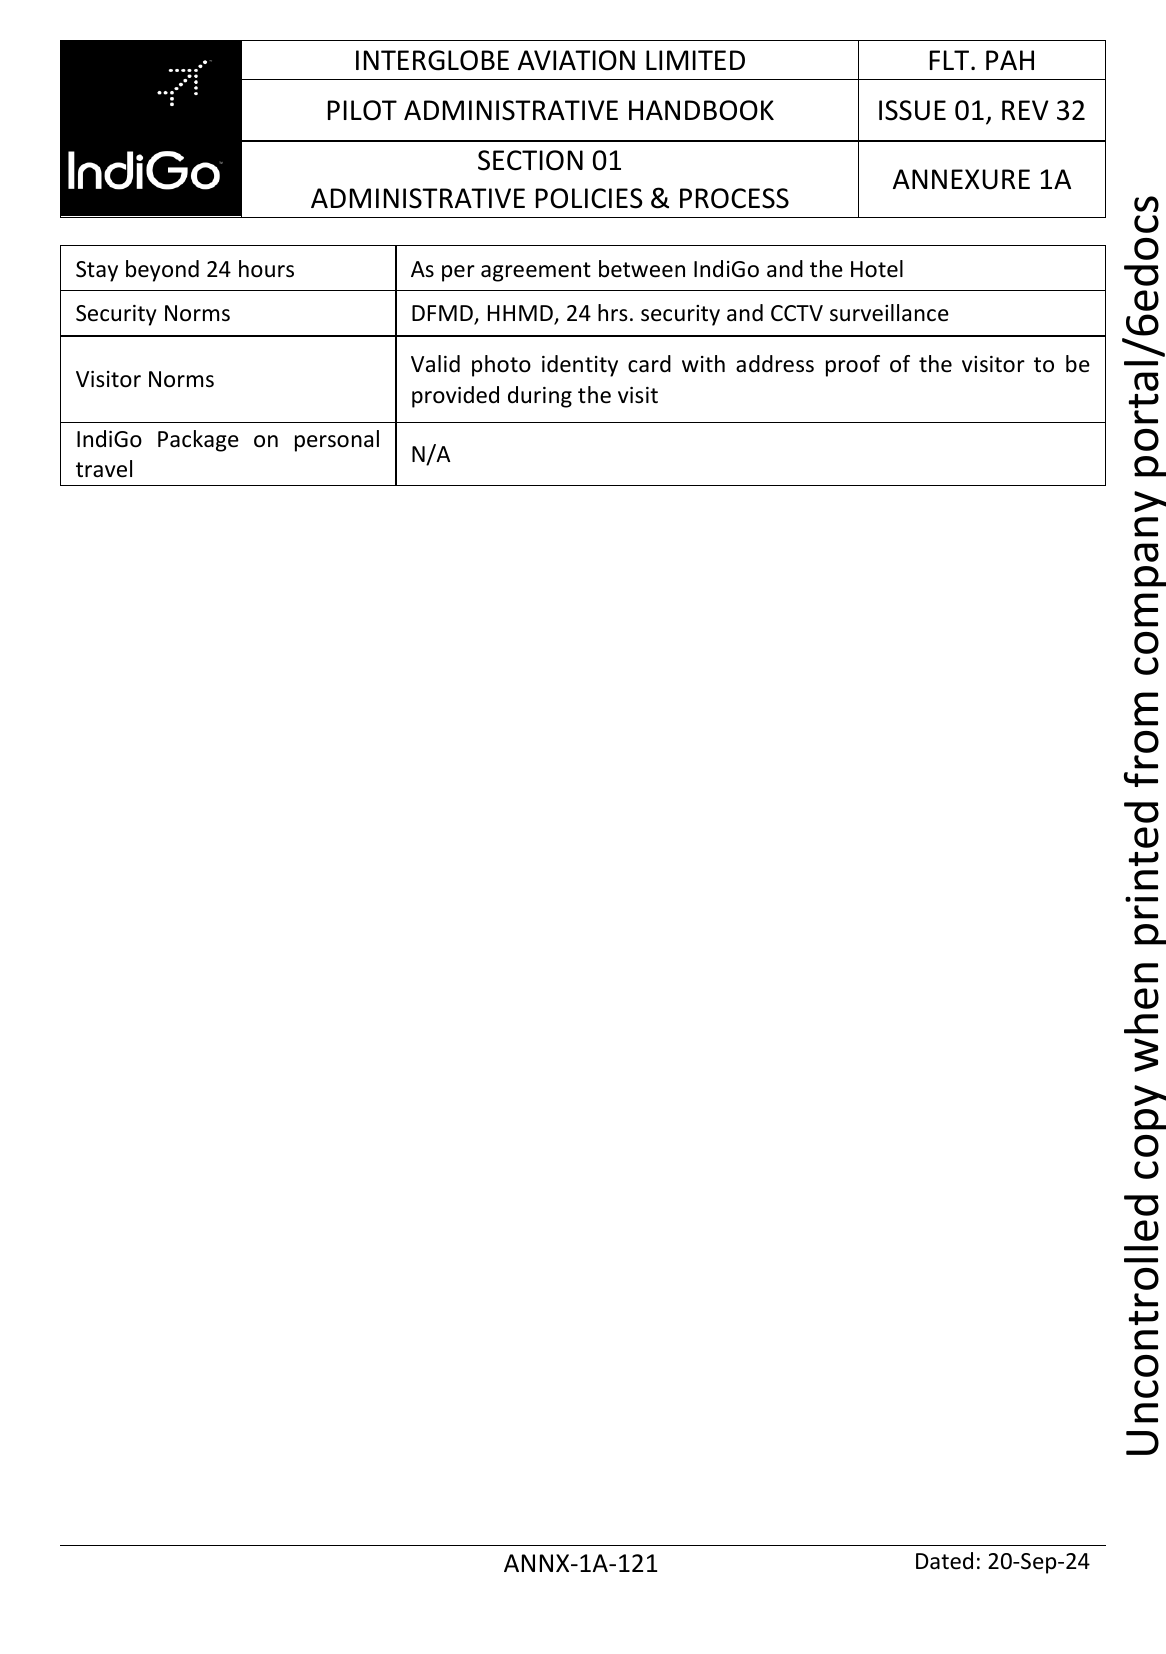 INTERGLOBE AVIATION LIMITED
FLT. PAH
PILOT ADMINISTRATIVE HANDBOOK
ISSUE 01, REV 32
IndiGo
SECTION 01
ADMINISTRATIVE POLICIES & PROCESS
ANNEXURE 1A
Stay beyond 24 hours
As per agreement between IndiGo and the Hotel
Security Norms
DFMD, HHMD, 24 hrs. security and CCTV surveillance
Visitor Norms
Valid photo identity card with address proof of the visitor to be
provided during the visit
IndiGo Package on personal
travel
N/A
Uncontrolled copy when printed from company portal/6edocs
ANNX-1A-121
Dated: 20-Sep-24